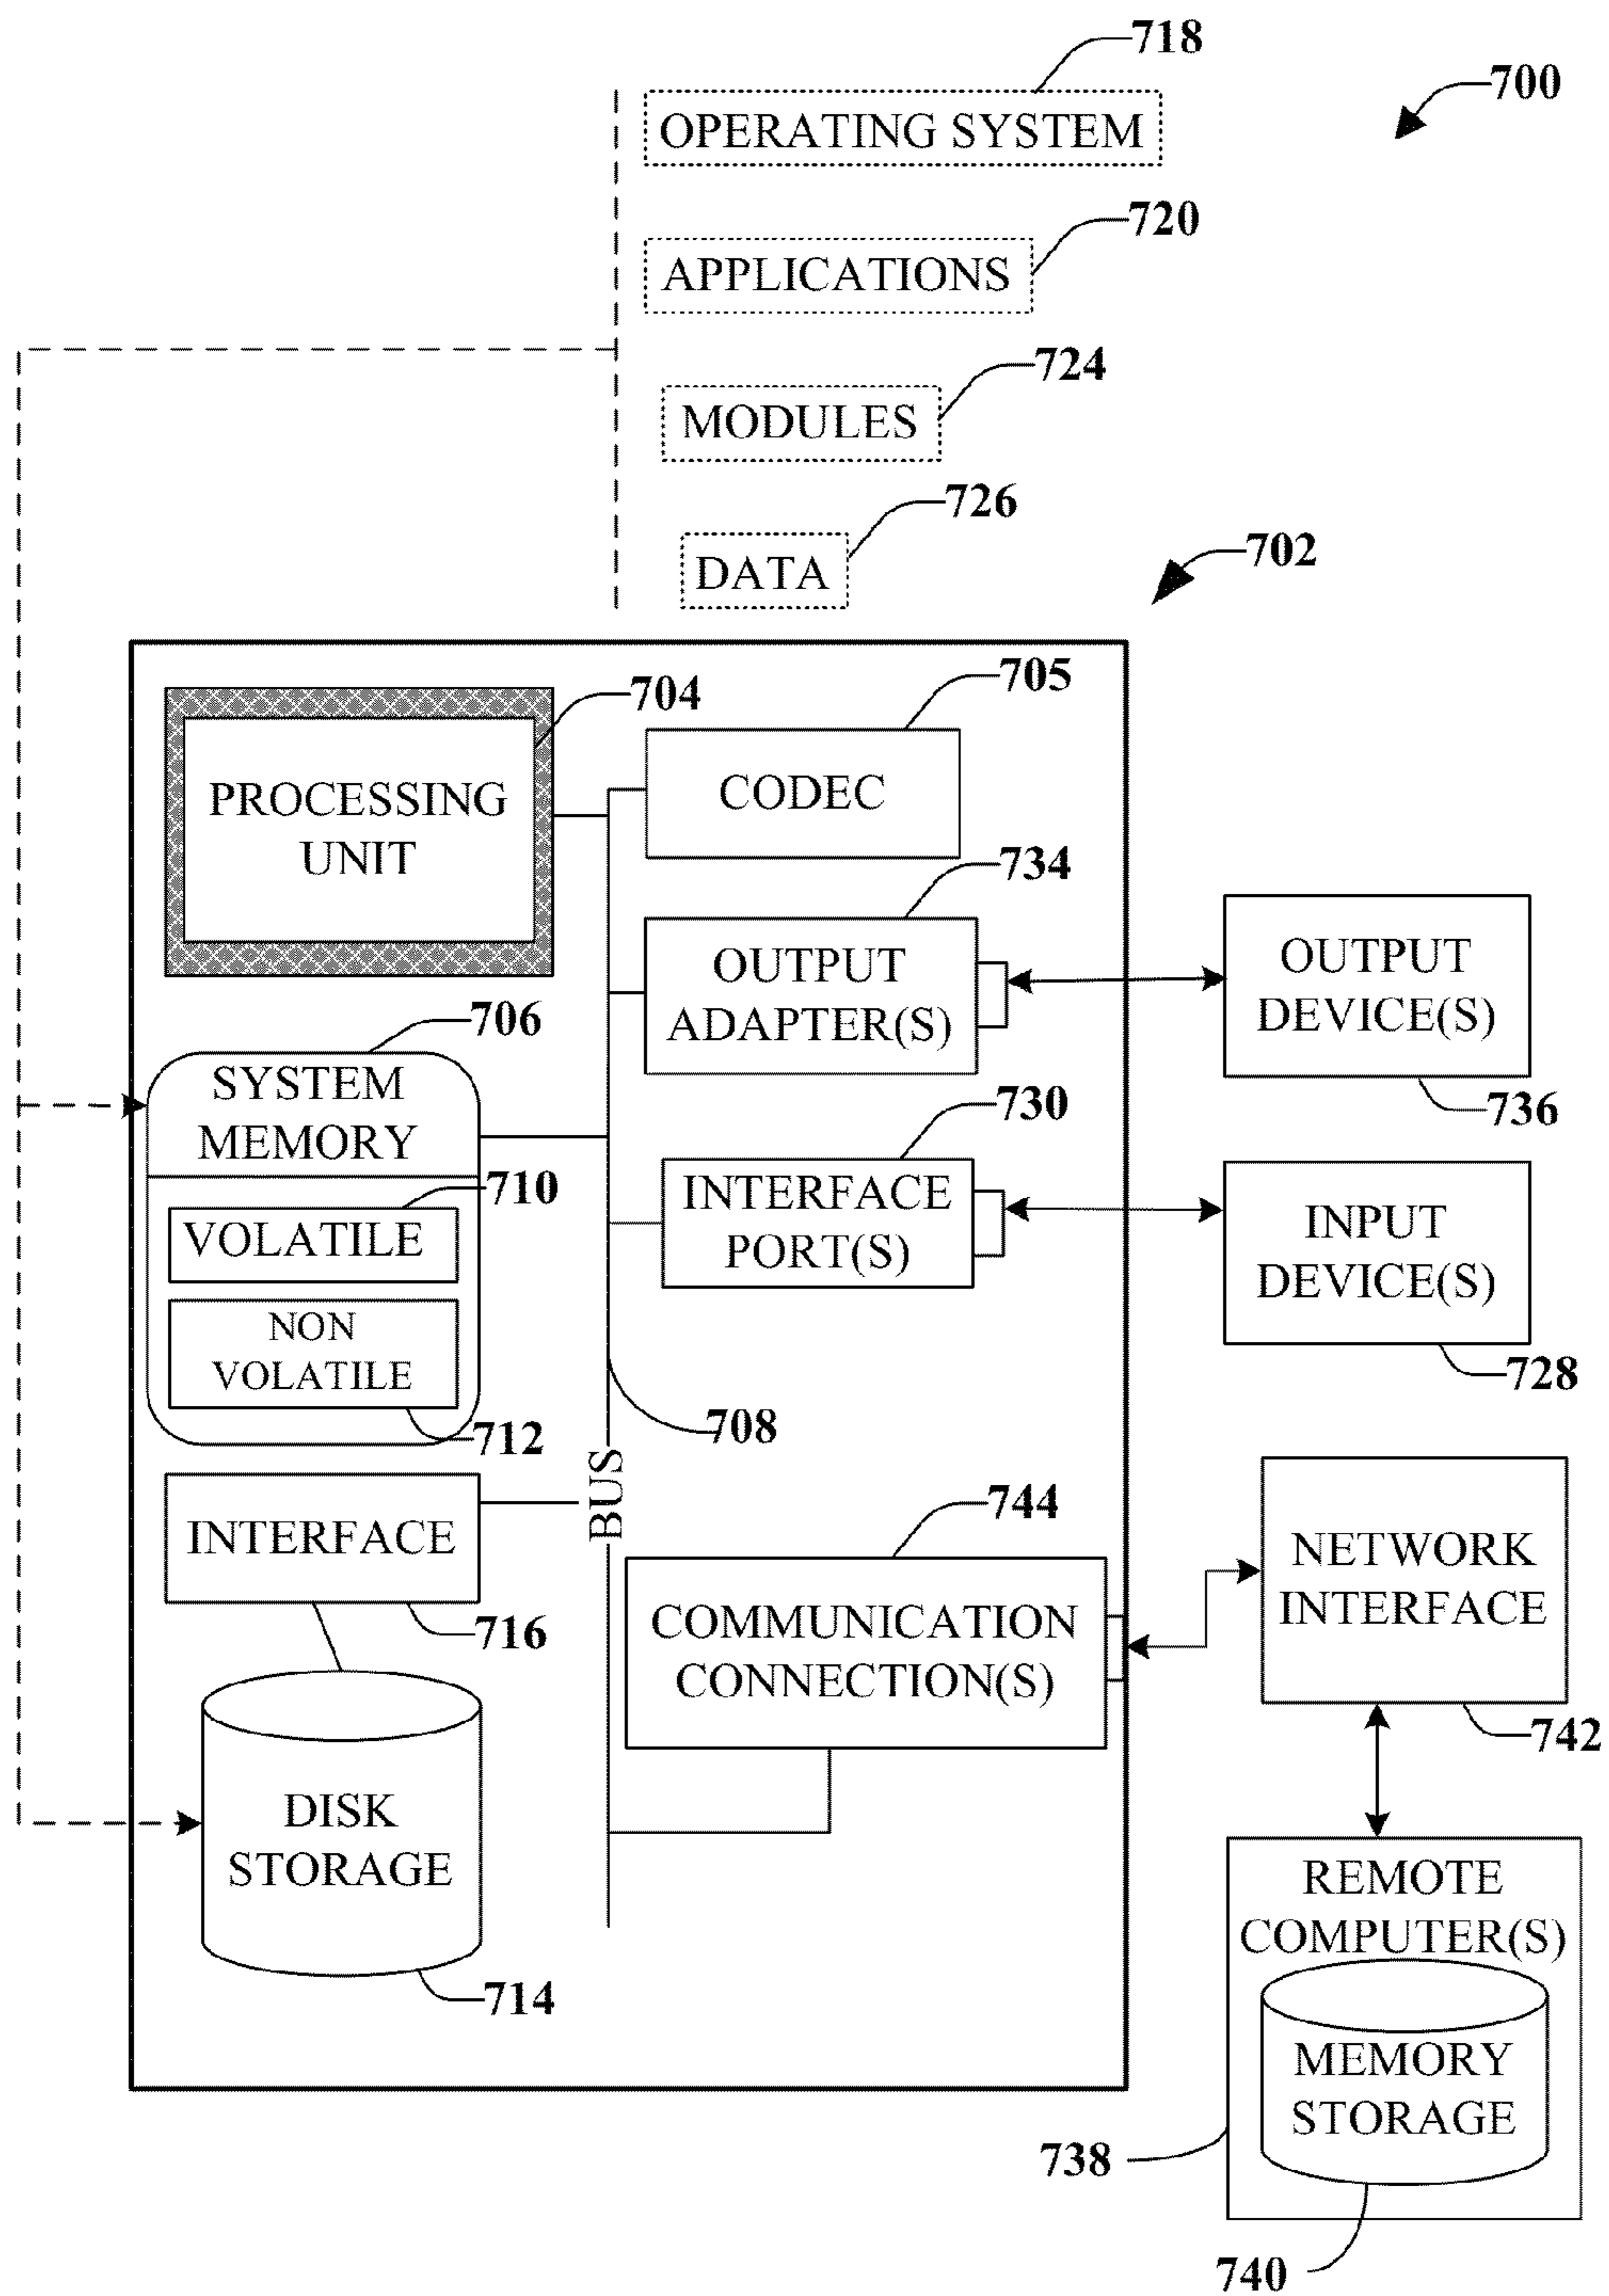 718
700
OPERATING SYSTEM
720
APPLICATIONS
724
MODULES
726
DATA
702
704
705
PROCESSING
UNIT
CODEC
734
OUTPUT
ADAPTER(S)
OUTPUT
DEVICE(S)
736
706
SYSTEM
MEMORY
730
INTERFACE
PORT(S)
INPUT
DEVICE(S)
728
710
VOLATILE
NON
VOLATILE
712
708
BUS
INTERFACE
716
744
COMMUNICATION
CONNECTION(S)
NETWORK
INTERFACE
742
DISK
STORAGE
714
REMOTE
COMPUTER(S)
MEMORY
STORAGE
738
740